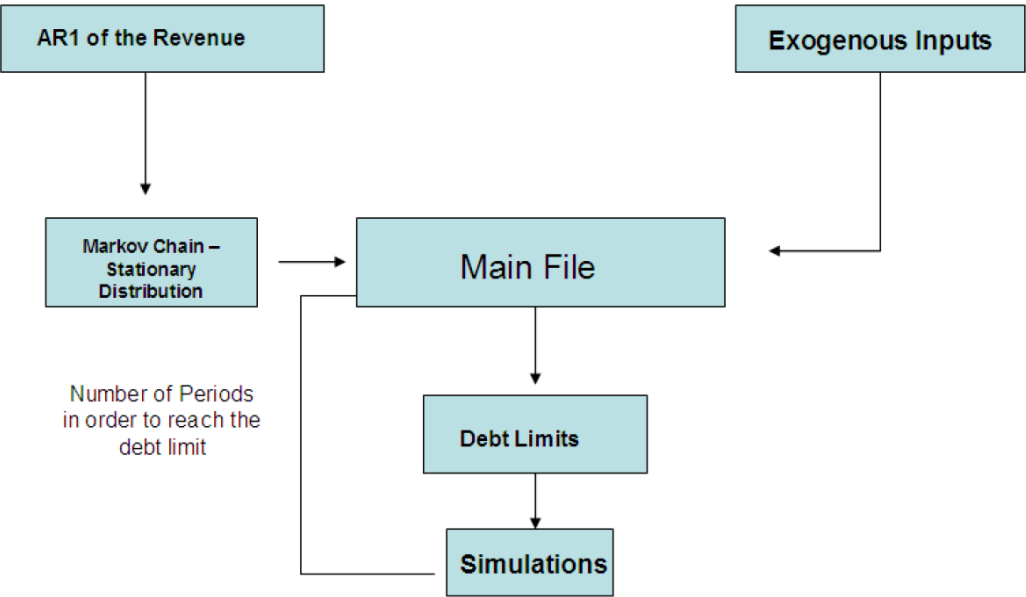 AR1 of the Revenue
Exogenous Inputs
Markov Chain –
Stationary
Distribution
Main File
Number of Periods
in order to reach the
debt limit
Debt Limits
Simulations